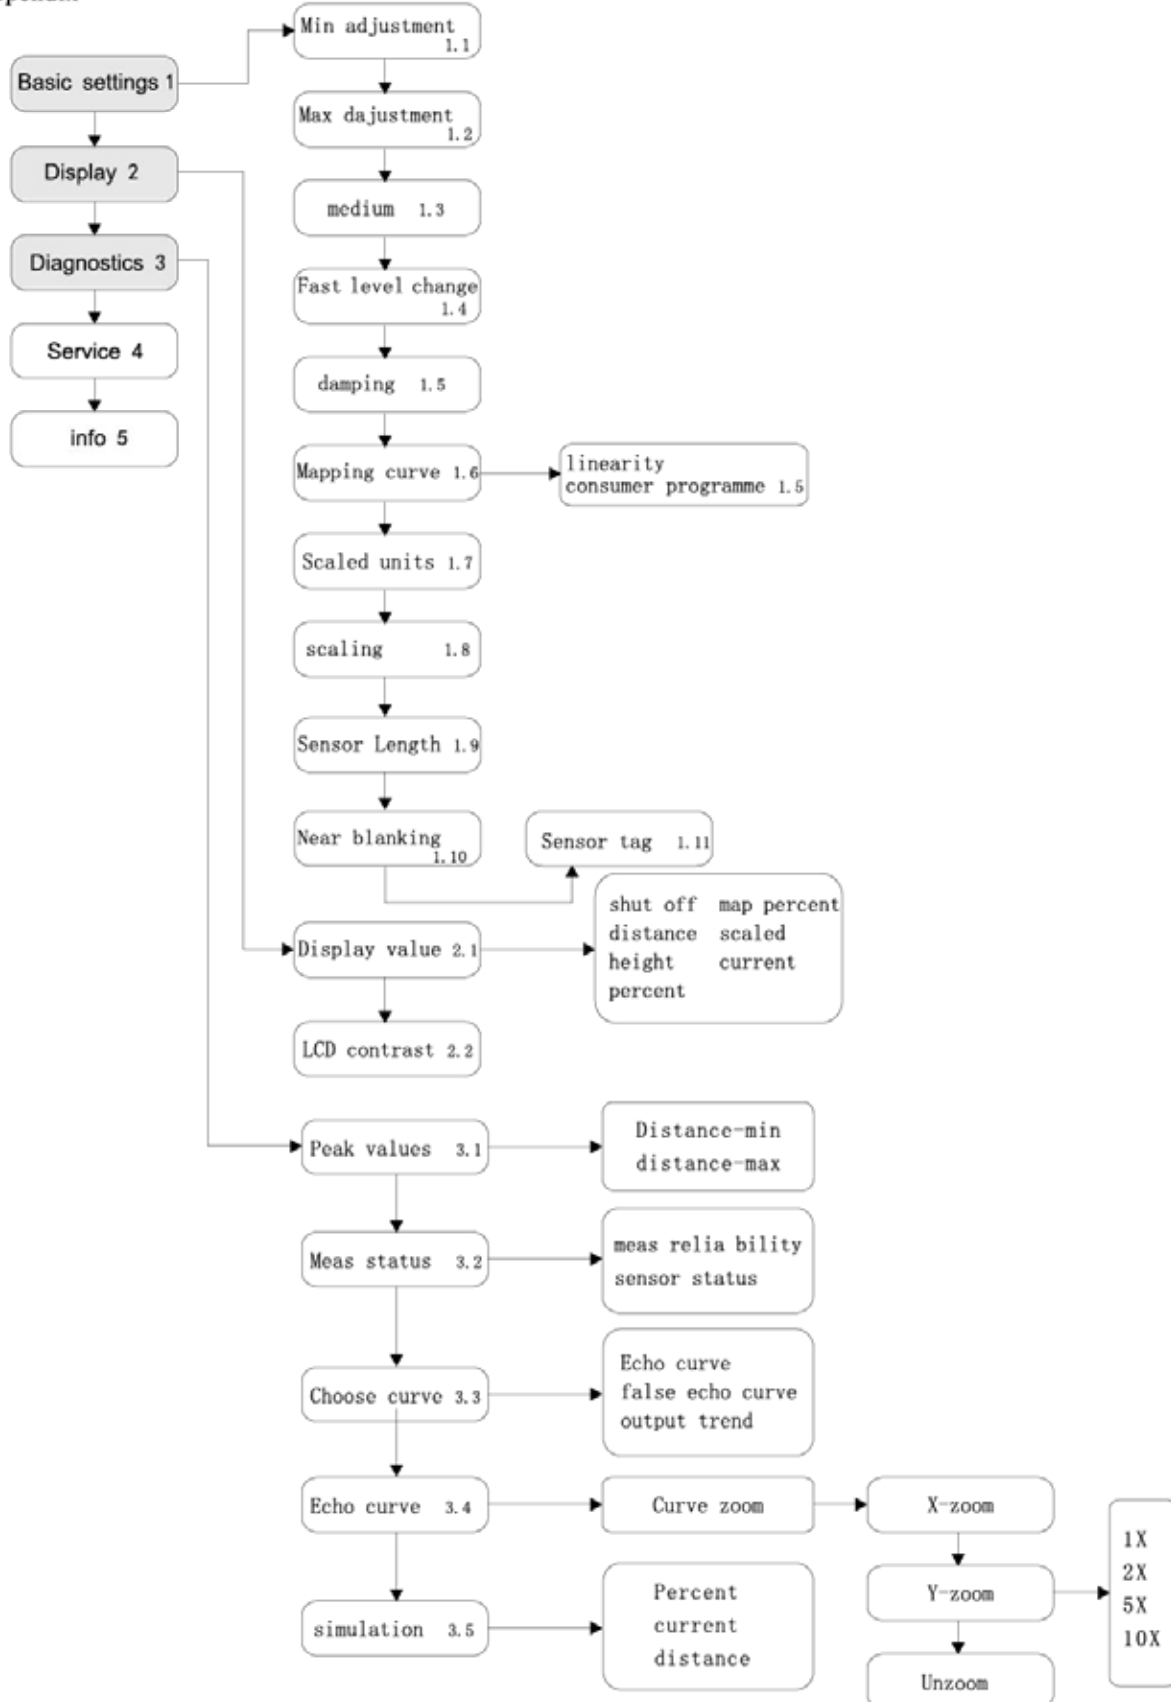 Min adjustment
1.1
Basic settings 1
Max dajustment
1.2
Display 2
medium 1.3
Diagnostics 3
Fast level change
1.4
Service 4
damping 1.5
info 5
Mapping curve 1.6
linearity
consumer programme 1.5
Scaled units 1.7
scaling 1.8
Sensor Length 1.9
Near blanking
1.10
Sensor tag 1.11
shut off map percent
distance scaled
height current
percent
Display value 2.1
LCD contrast 2.2
Peak values 3.1
Distance-min
distance-max
Meas status 3.2
meas relia bility
sensor status
Choose curve 3.3
Echo curve
false echo curve
output trend
Echo curve 3.4
Curve zoom
X-zoom
Y-zoom
Unzoom
1X
2X
5X
10X
simulation 3.5
Percent
current
distance